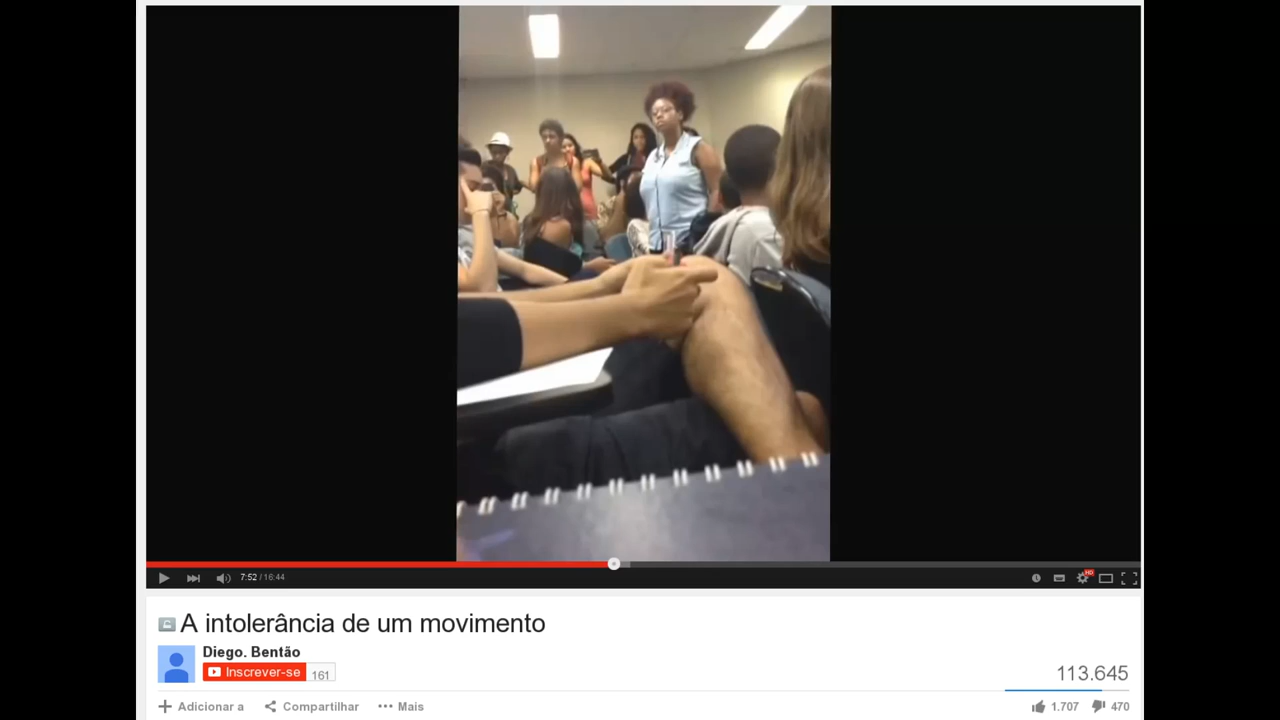 7:52 / 16:44
HD
A intolerância de um movimento
Diego. Bentão
Inscrever-se 161
113.645
Adicionar a Compartilhar Mais
1.707 470